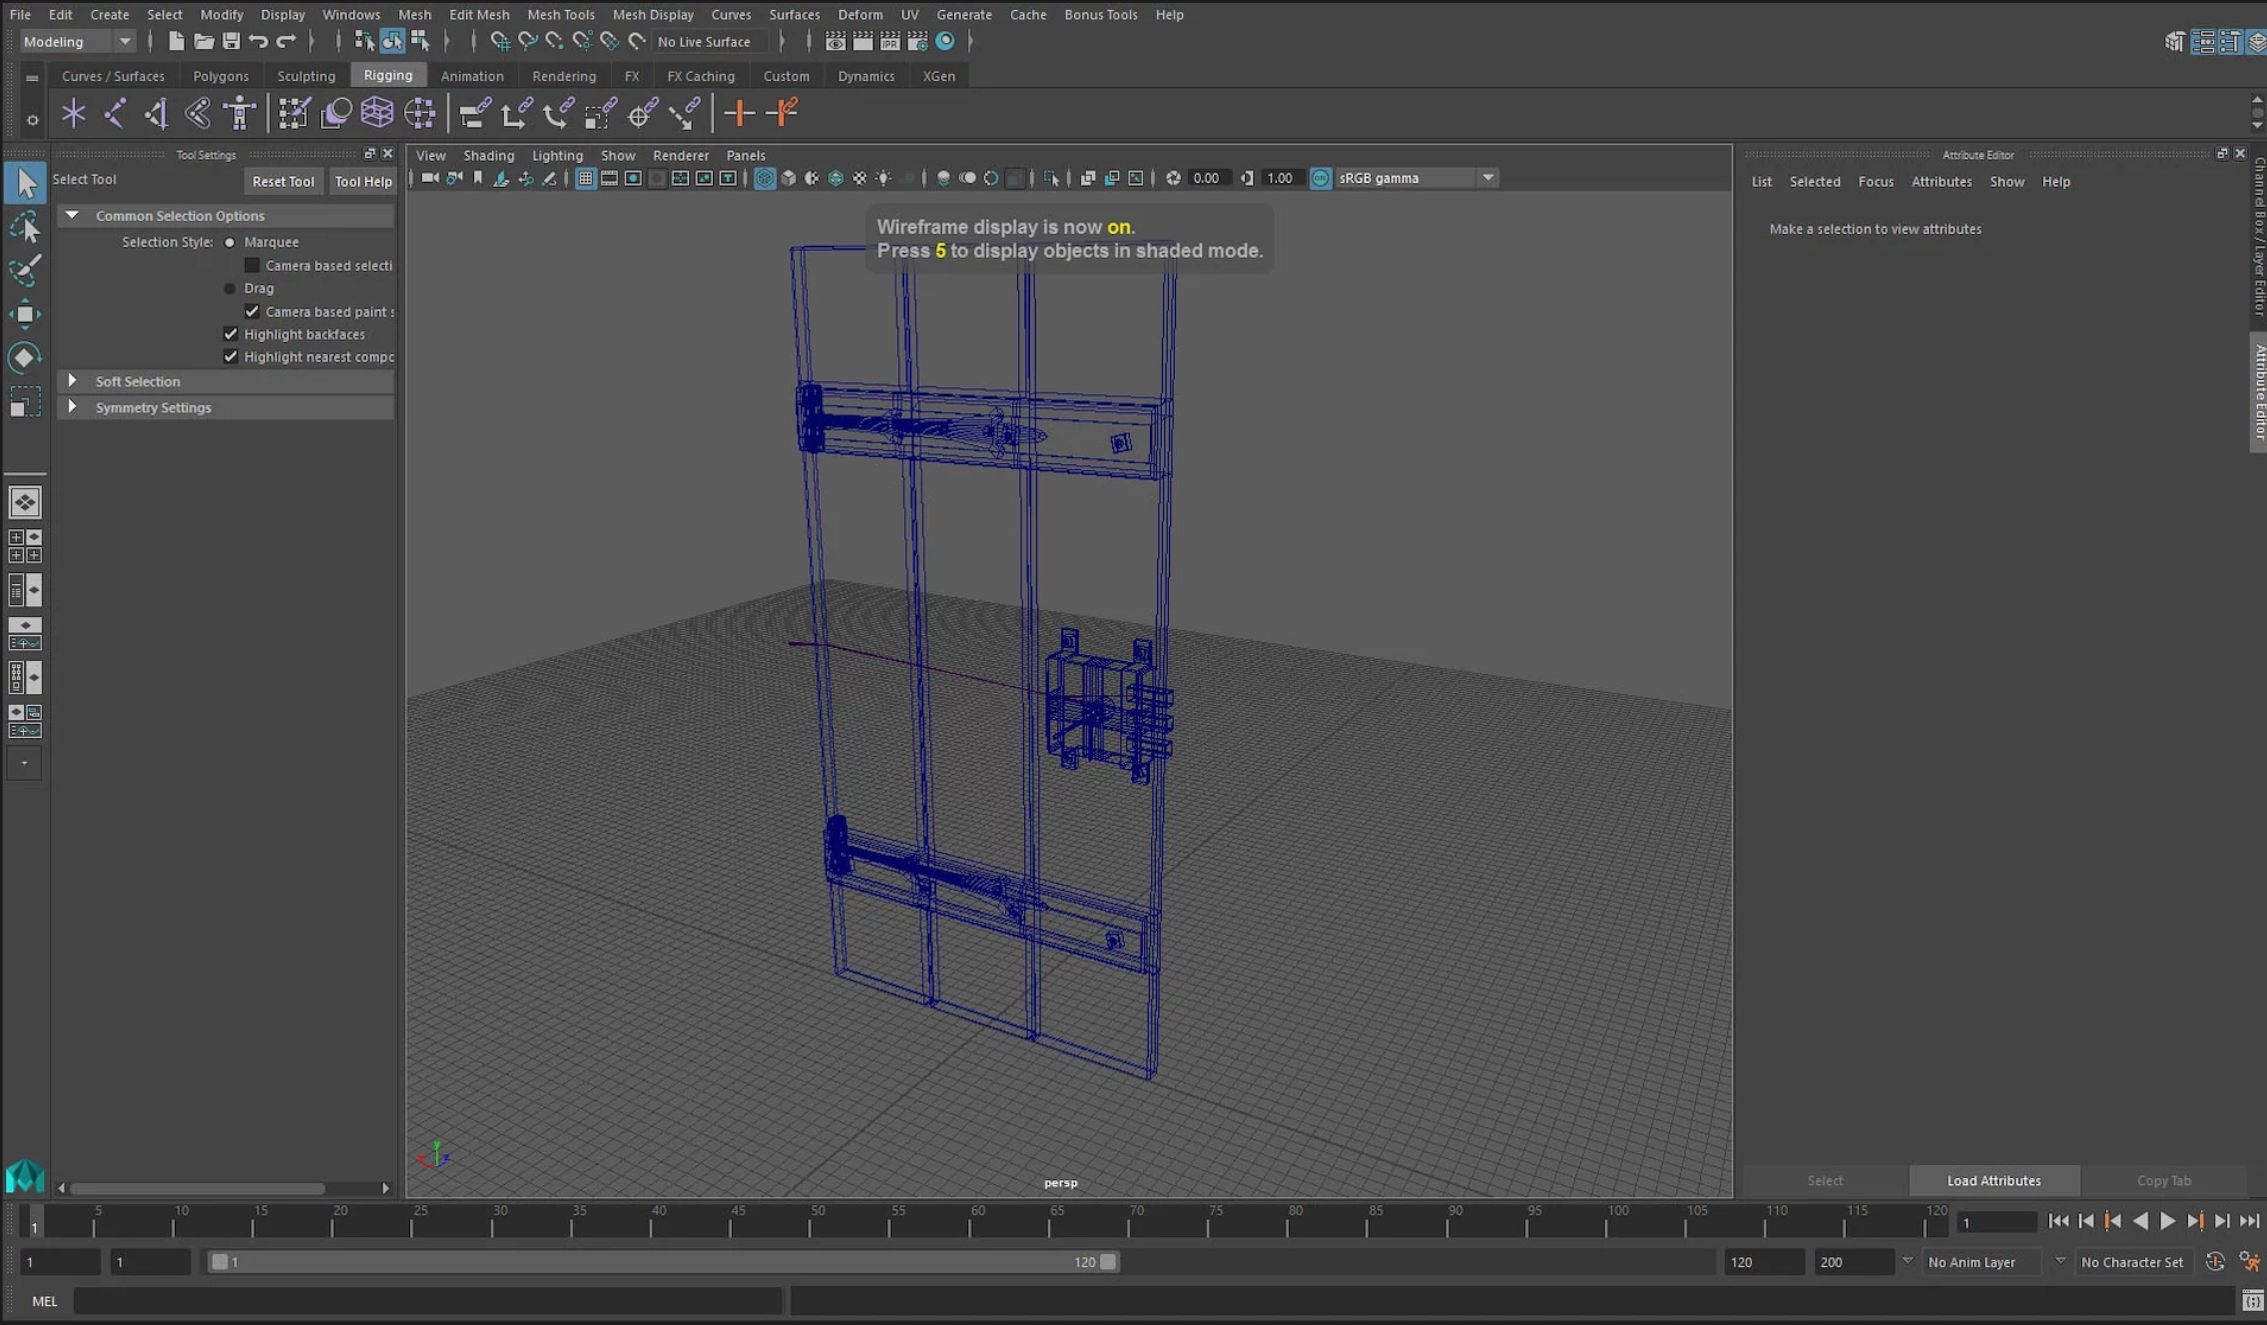 File Edit Create Select Modify Display Windows Mesh Edit Mesh Mesh Tools Mesh Display Curves Surfaces Deform UV Generate Cache Bonus Tools Help
Modeling No Live Surface
Curves / Surfaces Polygons Sculpting Rigging Animation Rendering FX FX Caching Custom Dynamics XGen
Tool Settings
Select Tool Reset Tool Tool Help
Common Selection Options
Selection Style: Marquee
Camera based selecti
Drag
Camera based paint s
Highlight backfaces
Highlight nearest compc
Soft Selection
Symmetry Settings
View Shading Lighting Show Renderer Panels
0.00 1.00 ON sRGB gamma
Wireframe display is now on.
Press 5 to display objects in shaded mode.
persp
Attribute Editor
List Selected Focus Attributes Show Help
Make a selection to view attributes
Channel Box / Layer Editor
Attribute Editor
Select Load Attributes Copy Tab
1 5 10 15 20 25 30 35 40 45 50 55 60 65 70 75 80 85 90 95 100 105 110 115 120 1
1 1 1 120 120 200 No Anim Layer No Character Set
MEL